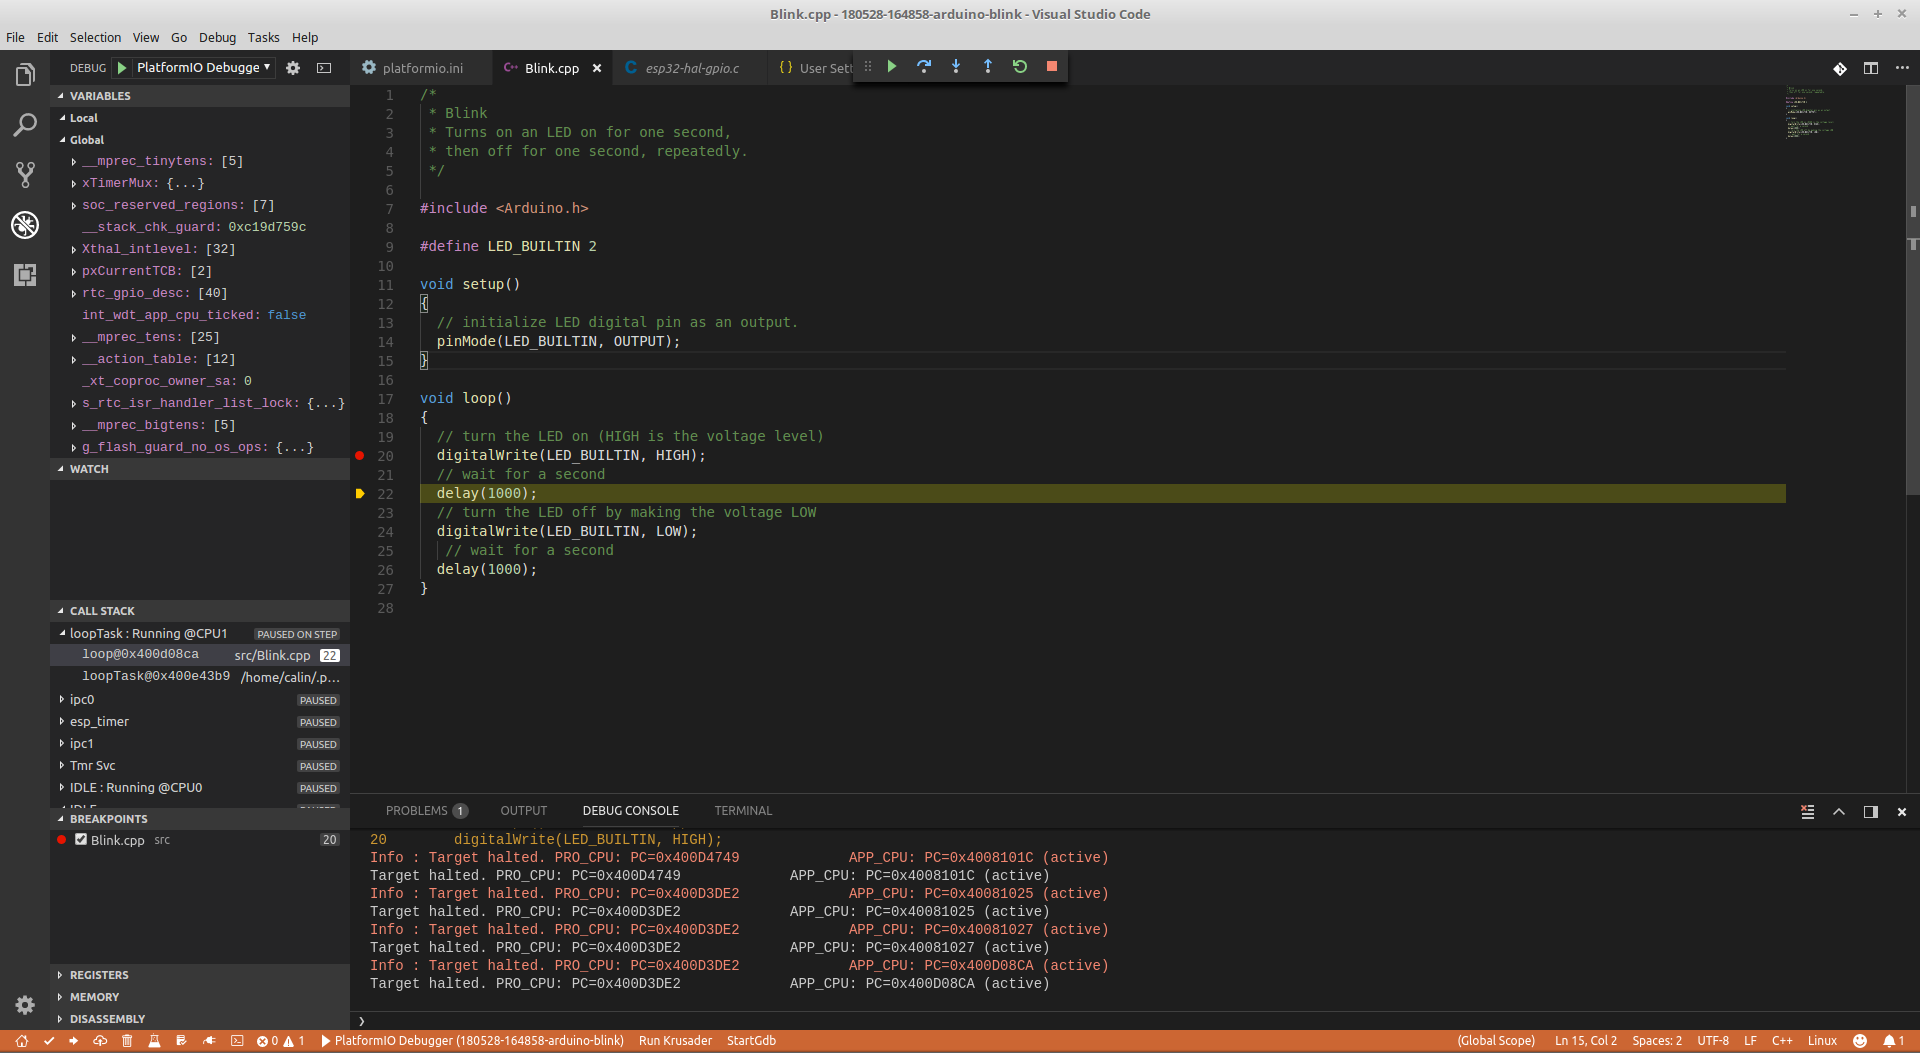 Blink.cpp - 180528-164858-arduino-blink - Visual Studio Code
File Edit Selection View Go Debug Tasks Help
DEBUG PlatformIO Debugge
platformio.ini Blink.cpp esp32-hal-gpio.c User Sett
VARIABLES
Local
Global
__mprec_tinytens: [5]
xTimerMux: {...}
soc_reserved_regions: [7]
__stack_chk_guard: 0xc19d759c
Xthal_intlevel: [32]
pxCurrentTCB: [2]
rtc_gpio_desc: [40]
int_wdt_app_cpu_ticked: false
__mprec_tens: [25]
__action_table: [12]
_xt_coproc_owner_sa: 0
s_rtc_isr_handler_list_lock: {...}
__mprec_bigtens: [5]
g_flash_guard_no_os_ops: {...}
WATCH
CALL STACK
loopTask : Running @CPU1 PAUSED ON STEP
loop@0x400d08ca src/Blink.cpp 22
loopTask@0x400e43b9 /home/calin/.p...
ipc0 PAUSED
esp_timer PAUSED
ipc1 PAUSED
Tmr Svc PAUSED
IDLE : Running @CPU0 PAUSED
BREAKPOINTS
Blink.cpp src 20
REGISTERS
MEMORY
DISASSEMBLY
1 /*
2 * Blink
3 * Turns on an LED on for one second,
4 * then off for one second, repeatedly.
5 */
6
7 #include <Arduino.h>
8
9 #define LED_BUILTIN 2
10
11 void setup()
12 {
13 // initialize LED digital pin as an output.
14 pinMode(LED_BUILTIN, OUTPUT);
15 }
16
17 void loop()
18 {
19 // turn the LED on (HIGH is the voltage level)
20 digitalWrite(LED_BUILTIN, HIGH);
21 // wait for a second
22 delay(1000);
23 // turn the LED off by making the voltage LOW
24 digitalWrite(LED_BUILTIN, LOW);
25 // wait for a second
26 delay(1000);
27 }
28
PROBLEMS 1 OUTPUT DEBUG CONSOLE TERMINAL
20 digitalWrite(LED_BUILTIN, HIGH);
Info : Target halted. PRO_CPU: PC=0x400D4749 APP_CPU: PC=0x4008101C (active)
Target halted. PRO_CPU: PC=0x400D4749 APP_CPU: PC=0x4008101C (active)
Info : Target halted. PRO_CPU: PC=0x400D3DE2 APP_CPU: PC=0x40081025 (active)
Target halted. PRO_CPU: PC=0x400D3DE2 APP_CPU: PC=0x40081025 (active)
Info : Target halted. PRO_CPU: PC=0x400D3DE2 APP_CPU: PC=0x40081027 (active)
Target halted. PRO_CPU: PC=0x400D3DE2 APP_CPU: PC=0x40081027 (active)
Info : Target halted. PRO_CPU: PC=0x400D3DE2 APP_CPU: PC=0x400D08CA (active)
Target halted. PRO_CPU: PC=0x400D3DE2 APP_CPU: PC=0x400D08CA (active)
0 1 PlatformIO Debugger (180528-164858-arduino-blink) Run Krusader StartGdb (Global Scope) Ln 15, Col 2 Spaces: 2 UTF-8 LF C++ Linux 1